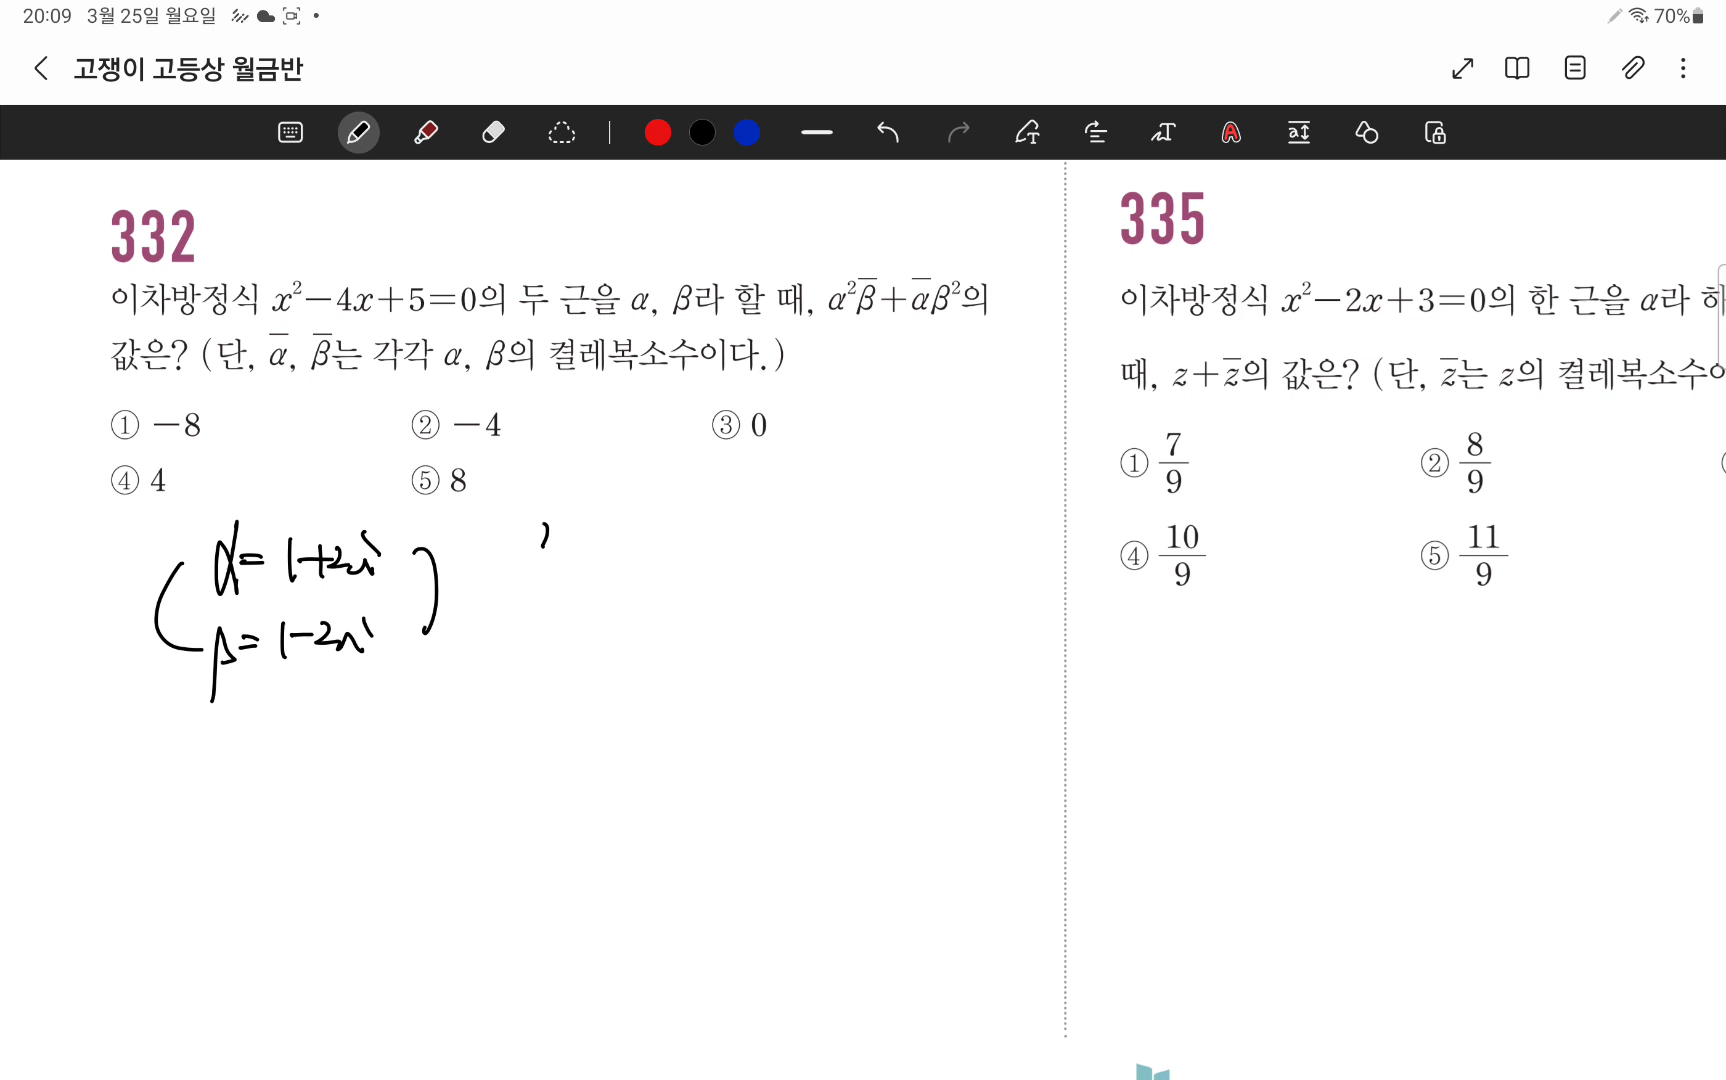 20:09 3월 25일 월요일
70%
고쟁이 고등상 월금반
332
이차방정식 x²−4x+5=0의 두 근을 α, β라 할 때, α²β̅+α̅β²의
값은? (단, α̅, β̅는 각각 α, β의 켤레복소수이다.)
① −8 ② −4 ③ 0
④ 4 ⑤ 8
α= 1+2i
β= 1−2i
335
이차방정식 x²−2x+3=0의 한 근을 α라
때, z+z̅의 값은? (단, z̅는 z의 켤레복소수
① 7/9 ② 8/9
④ 10/9 ⑤ 11/9